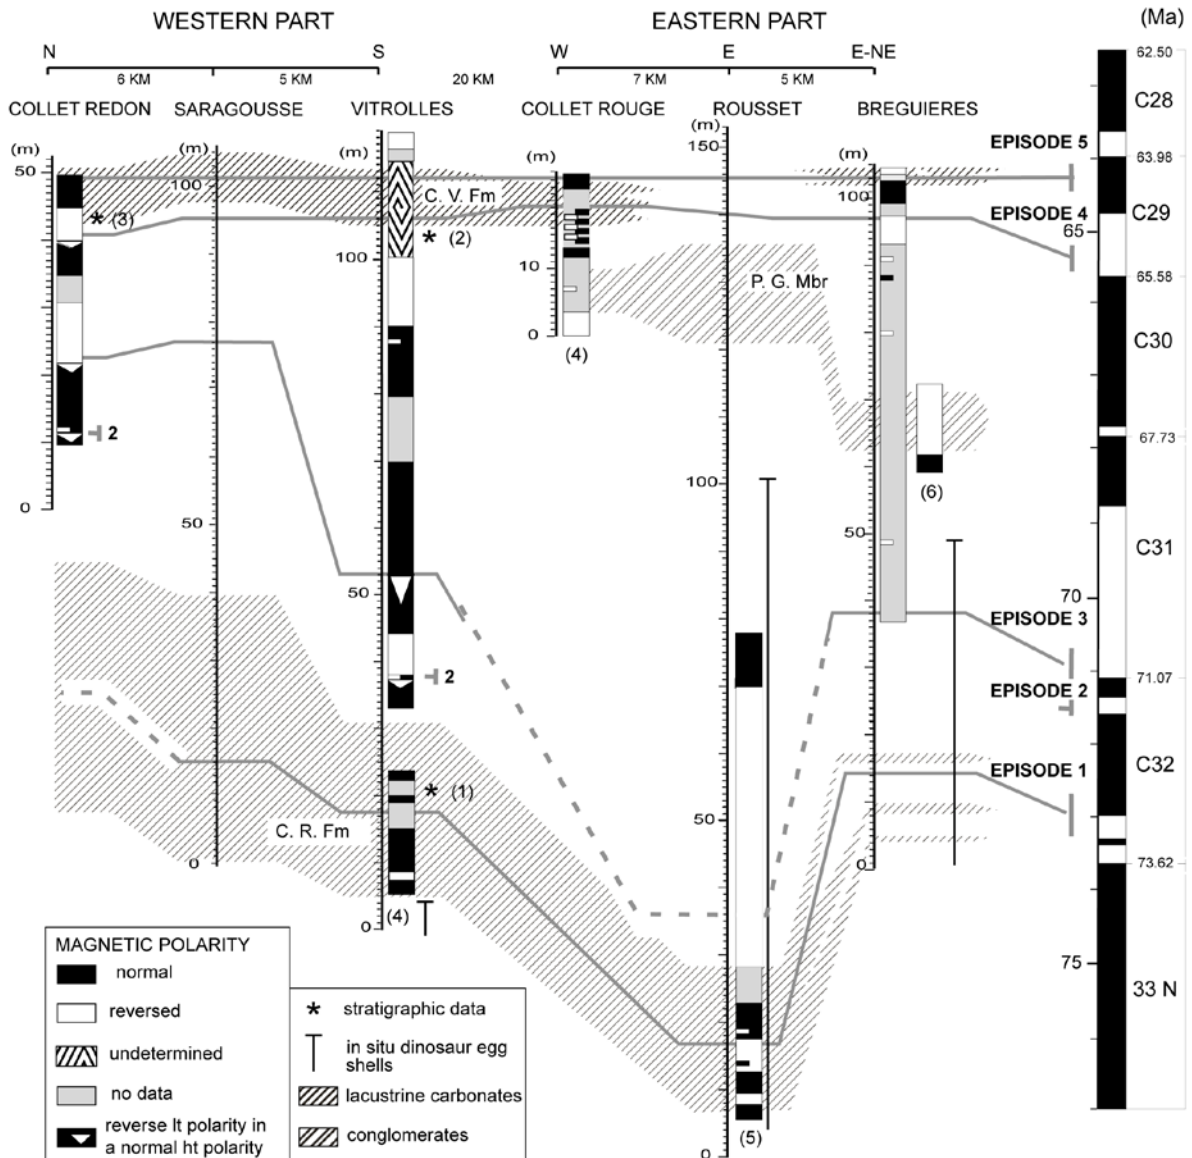 WESTERN PART EASTERN PART (Ma)
N S W E E-NE
6 KM 5 KM 20 KM 7 KM 5 KM
COLLET REDON SARAGOUSSE VITROLLES COLLET ROUGE ROUSSET BREGUIERES
62.50
C28
(m) (m) (m) (m) (m) (m)
150
EPISODE 5
63.98
50
100
C. V. Fm
100
EPISODE 4
C29
* (3)
65
* (2)
100
65.58
10
P. G. Mbr
0
(4)
C30
67.73
2
(6)
100
0
50
50
C31
50
70
EPISODE 3
2
71.07
EPISODE 2
EPISODE 1
C32
* (1)
50
C. R. Fm
0
0
73.62
(4)
0
75
33 N
(5)
0
MAGNETIC POLARITY
normal
reversed
undetermined
no data
reverse lt polarity in
a normal ht polarity
* stratigraphic data
in situ dinosaur egg
shells
lacustrine carbonates
conglomerates